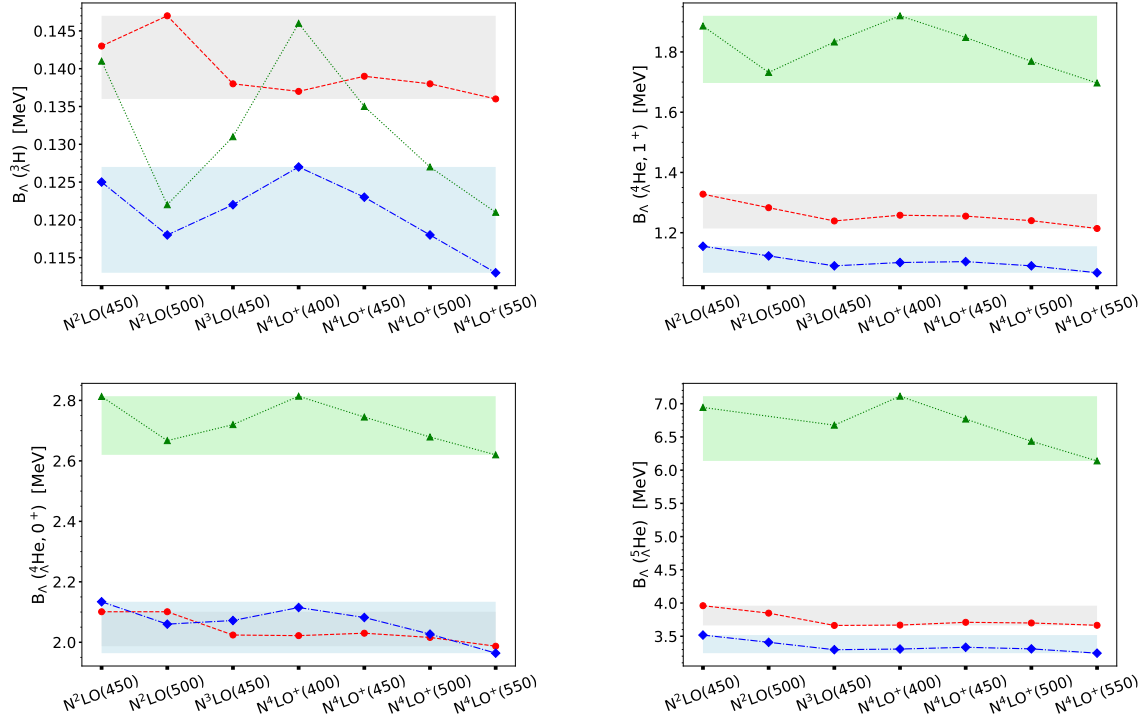 B_Λ (³_ΛH) [MeV]
0.145
0.140
0.135
0.130
0.125
0.120
0.115
N²LO(450)
N²LO(500)
N³LO(450)
N⁴LO⁺(400)
N⁴LO⁺(450)
N⁴LO⁺(500)
N⁴LO⁺(550)
B_Λ (⁴_ΛHe, 1⁺) [MeV]
1.8
1.6
1.4
1.2
N²LO(450)
N²LO(500)
N³LO(450)
N⁴LO⁺(400)
N⁴LO⁺(450)
N⁴LO⁺(500)
N⁴LO⁺(550)
B_Λ (⁴_ΛHe, 0⁺) [MeV]
2.8
2.6
2.4
2.2
2.0
N²LO(450)
N²LO(500)
N³LO(450)
N⁴LO⁺(400)
N⁴LO⁺(450)
N⁴LO⁺(500)
N⁴LO⁺(550)
B_Λ (⁵_ΛHe) [MeV]
7.0
6.5
6.0
5.5
5.0
4.5
4.0
3.5
N²LO(450)
N²LO(500)
N³LO(450)
N⁴LO⁺(400)
N⁴LO⁺(450)
N⁴LO⁺(500)
N⁴LO⁺(550)